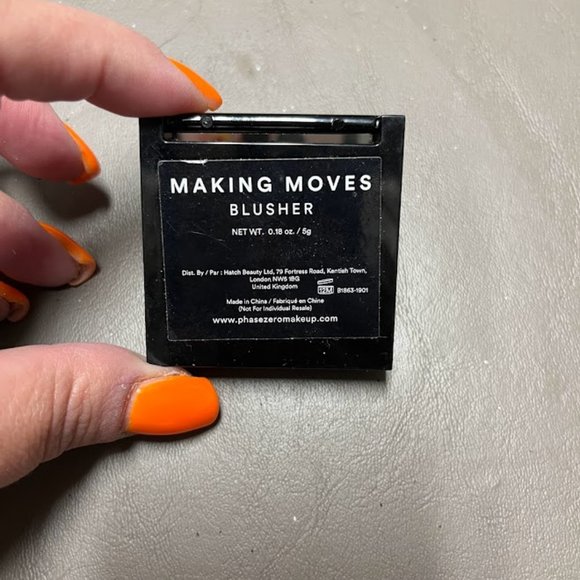 MAKING MOVES
BLUSHER
NET WT. 0.18 oz. / 5g
Dist. By / Par : Hatch Beauty Ltd, 79 Fortress Road, Kentish Town,
London NW5 1BG
United Kingdom
12M B1863-1901
Made in China / Fabriqué en Chine
(Not For Individual Resale)
www.phasezeromakeup.com